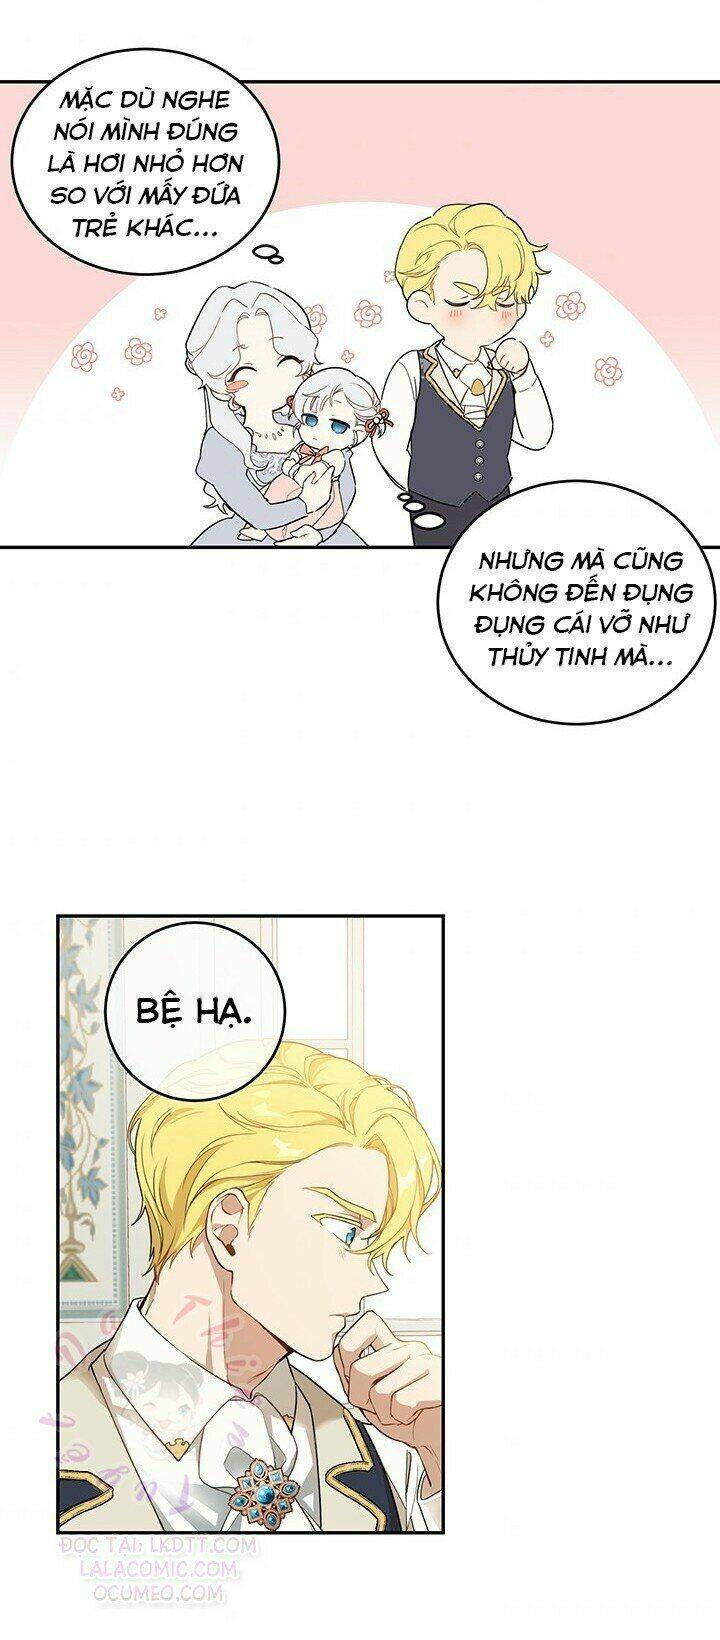 MẶC DÙ NGHE
NÓI MÌNH ĐÚNG
LÀ HƠI NHỎ HƠN
SO VỚI MẤY ĐỨA
TRẺ KHÁC...
NHƯNG MÀ CŨNG
KHÔNG ĐẾN ĐỤNG
ĐỤNG CÁI VỠ NHƯ
THỦY TINH MÀ...
BỆ HẠ.
ĐỌC TẠI: LKDTT.COM
LALACOMIC.COM
OCUMEO.COM